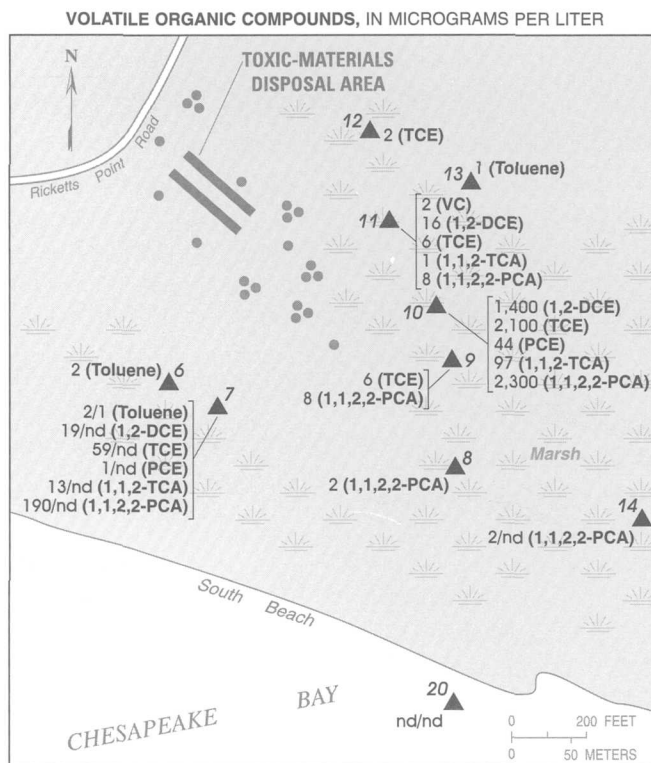 VOLATILE ORGANIC COMPOUNDS, IN MICROGRAMS PER LITER
N
TOXIC-MATERIALS
DISPOSAL AREA
Ricketts Point Road
12
2 (TCE)
13
1 (Toluene)
11
2 (VC)
16 (1,2-DCE)
6 (TCE)
1 (1,1,2-TCA)
8 (1,1,2,2-PCA)
10
1,400 (1,2-DCE)
2,100 (TCE)
44 (PCE)
97 (1,1,2-TCA)
2,300 (1,1,2,2-PCA)
9
6 (TCE)
8 (1,1,2,2-PCA)
2 (Toluene)
6
7
2/1 (Toluene)
19/nd (1,2-DCE)
59/nd (TCE)
1/nd (PCE)
13/nd (1,1,2-TCA)
190/nd (1,1,2,2-PCA)
Marsh
8
2 (1,1,2,2-PCA)
14
2/nd (1,1,2,2-PCA)
South Beach
CHESAPEAKE BAY
20
nd/nd
0 200 FEET
0 50 METERS